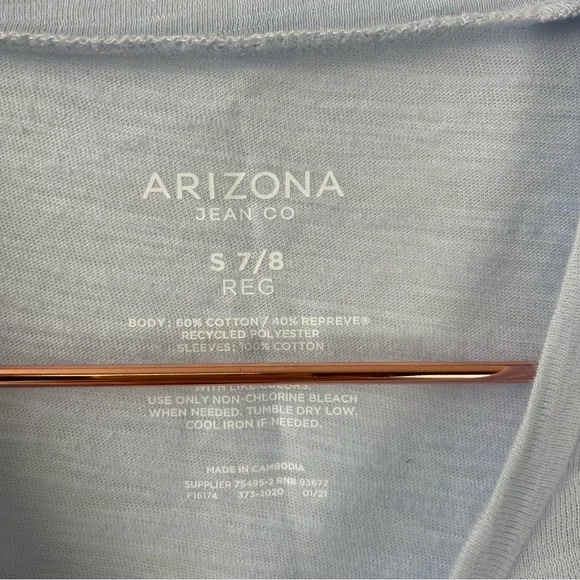 ARIZONA
JEAN CO
S 7/8
REG
BODY: 60% COTTON / 40% REPREVE®
RECYCLED POLYESTER
SLEEVES: 100% COTTON
WITH LIKE COLORS.
USE ONLY NON-CHLORINE BLEACH
WHEN NEEDED. TUMBLE DRY LOW.
COOL IRON IF NEEDED.
MADE IN CAMBODIA
SUPPLIER 75495-2 RN# 93677
F16174 373-2020 01/21